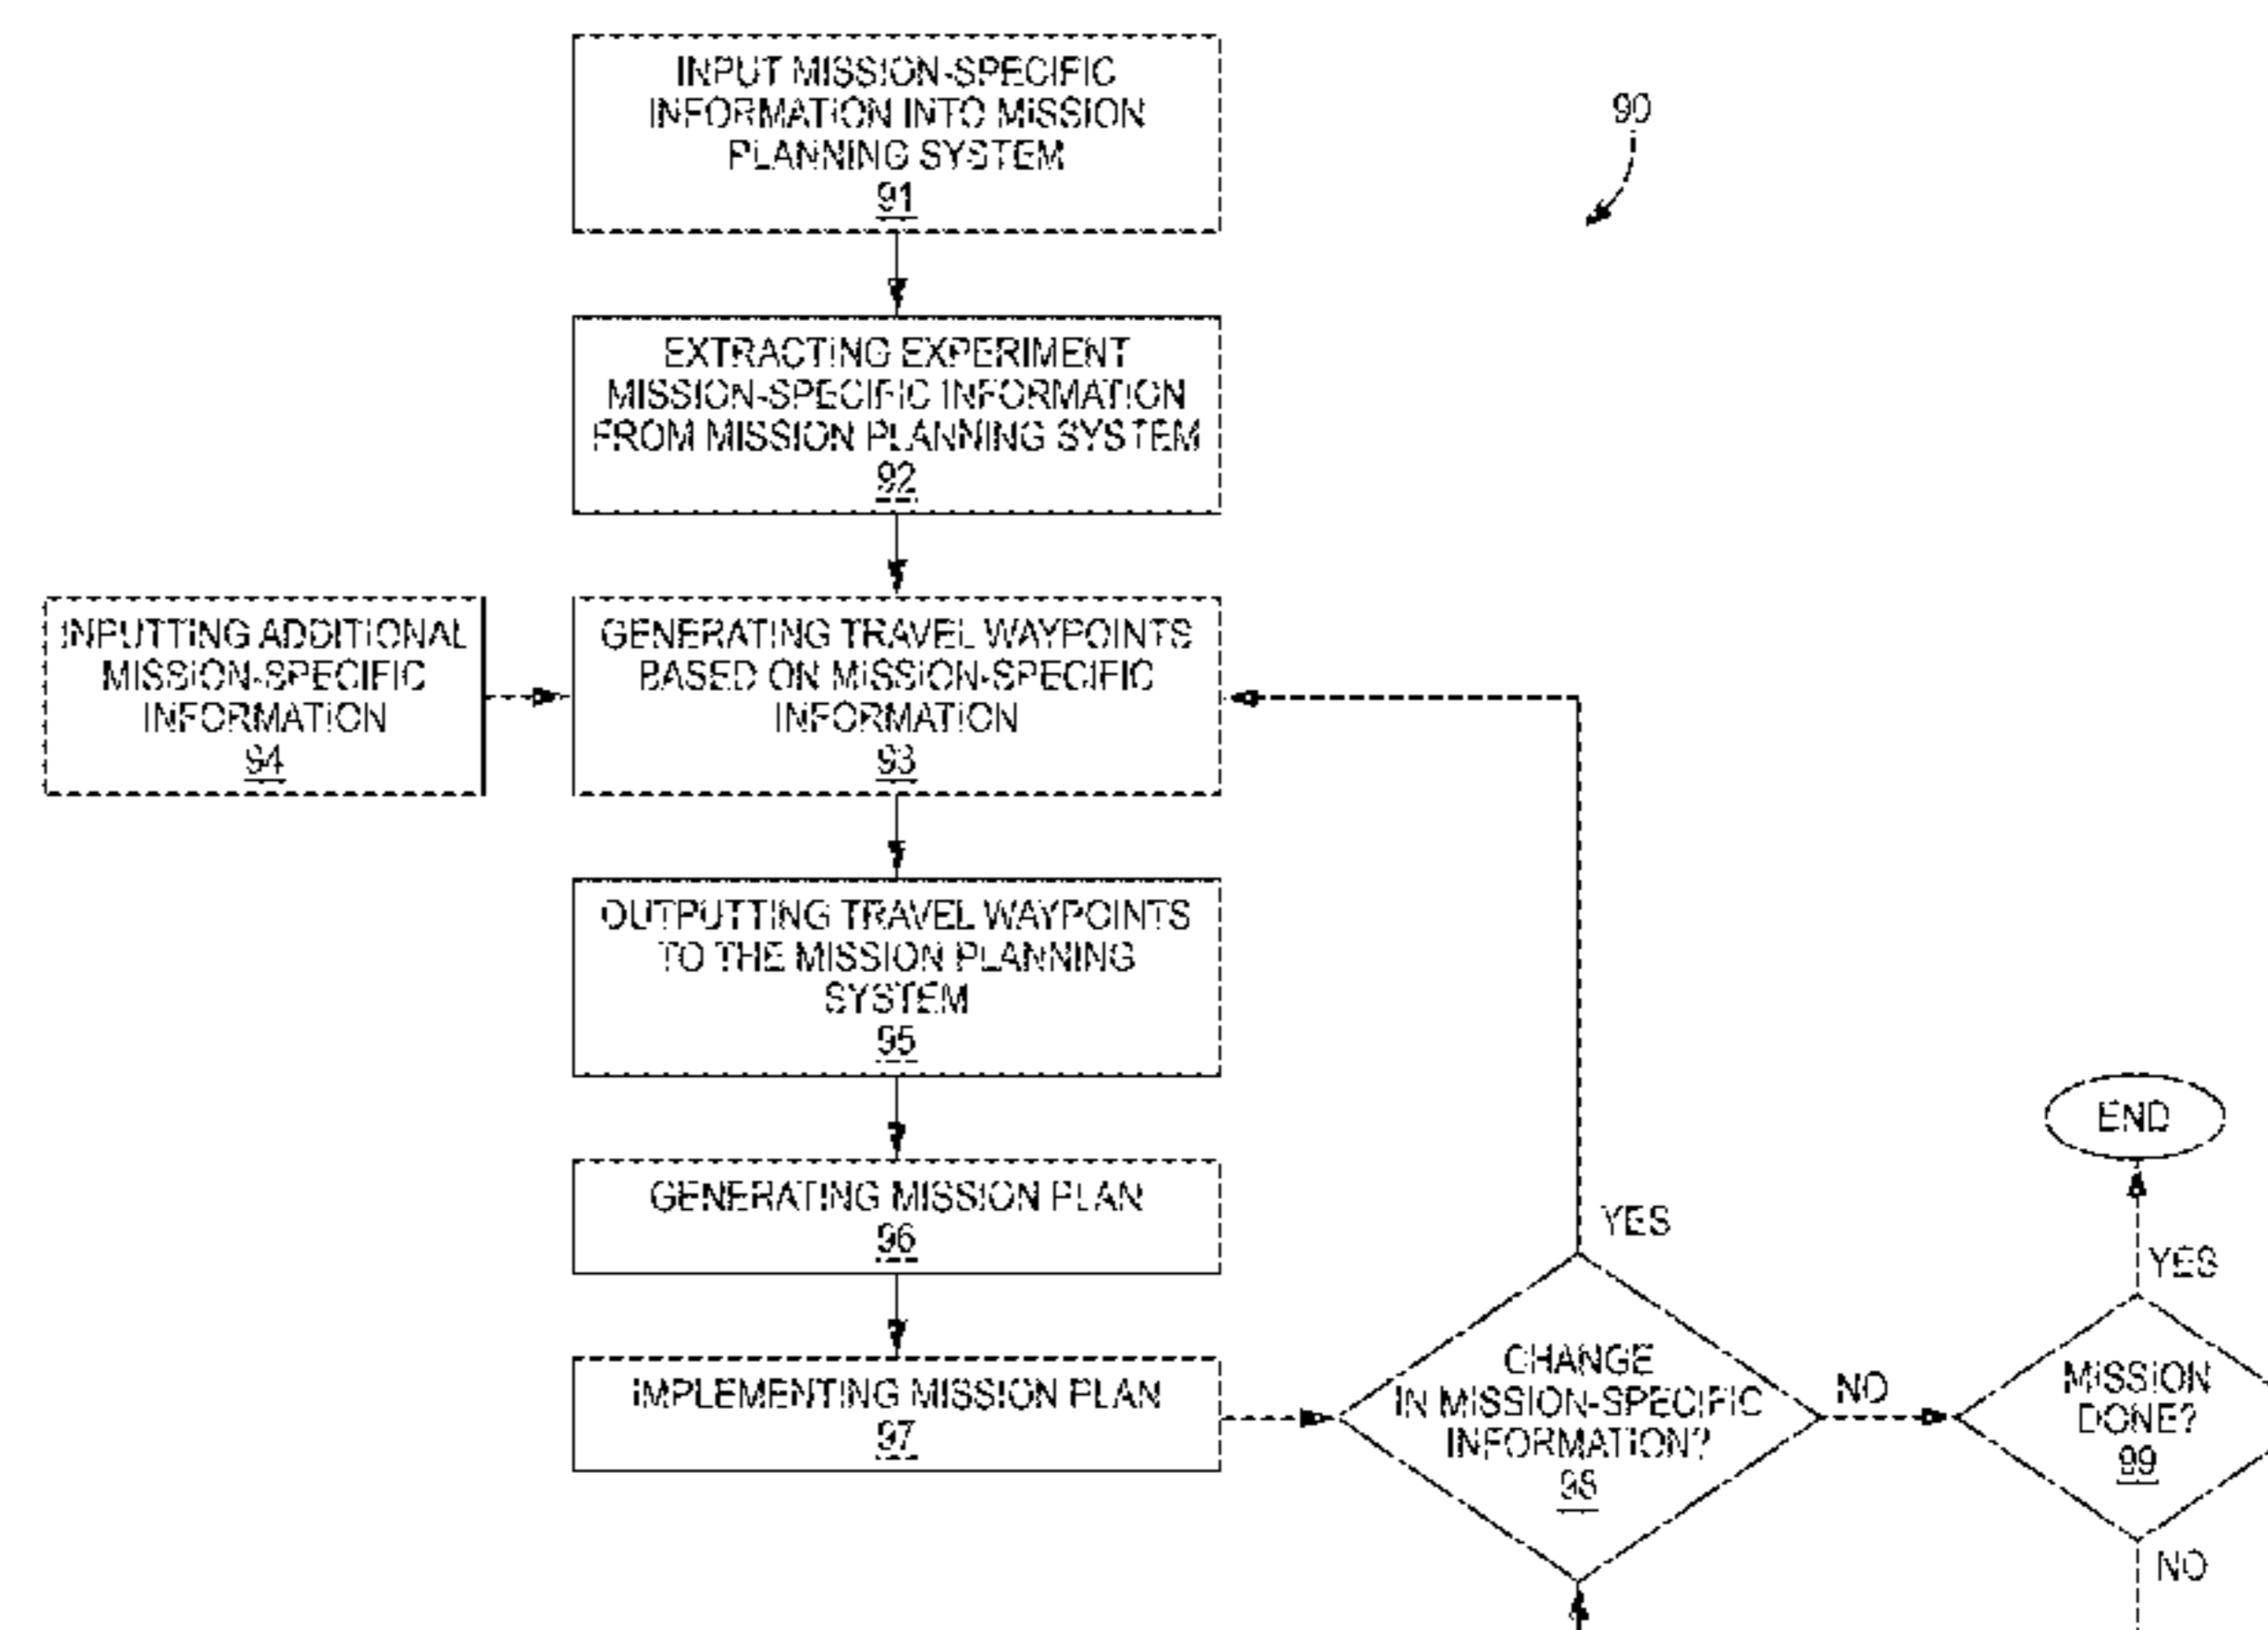 INPUT MISSION-SPECIFIC
INFORMATION INTO MISSION
PLANNING SYSTEM
91
90
EXTRACTING EXPERIMENT
MISSION-SPECIFIC INFORMATION
FROM MISSION PLANNING SYSTEM
92
INPUTTING ADDITIONAL
MISSION-SPECIFIC
INFORMATION
94
GENERATING TRAVEL WAYPOINTS
BASED ON MISSION-SPECIFIC
INFORMATION
93
OUTPUTTING TRAVEL WAYPOINTS
TO THE MISSION PLANNING
SYSTEM
95
GENERATING MISSION PLAN
96
IMPLEMENTING MISSION PLAN
97
YES
CHANGE
IN MISSION-SPECIFIC
INFORMATION?
98
NO
END
YES
MISSION
DONE?
99
NO